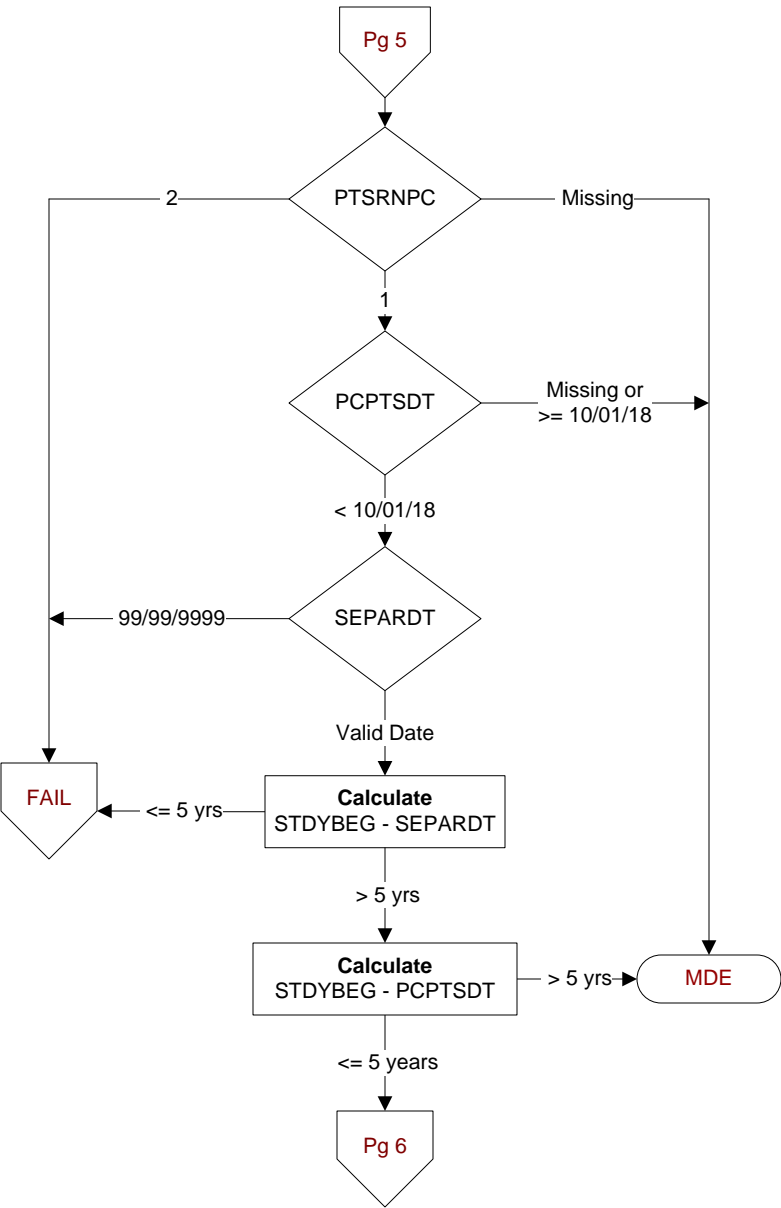 Pg 5
PTSRNPC
2
Missing
1
PCPTSDT
Missing or
>= 10/01/18
< 10/01/18
SEPARDT
99/99/9999
Valid Date
FAIL
<= 5 yrs
Calculate
STDYBEG - SEPARDT
> 5 yrs
Calculate
STDYBEG - PCPTSDT
> 5 yrs
MDE
<= 5 years
Pg 6